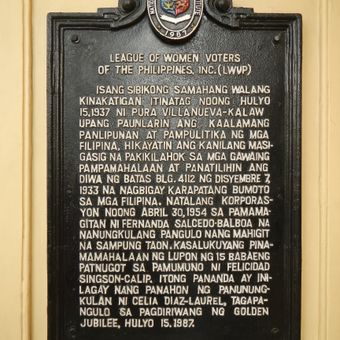 1987
LEAGUE OF WOMEN VOTERS
OF THE PHILIPPINES, INC.(LWVP)
ISANG SIBIKONG SAMAHANG WALANG
KINAKATIGAN ITINATAG NOONG HULYO
15,1937 NI PURA VILLANUEVA-KALAW
UPANG PAUNLARIN ANG, KAALAMANG
PANLIPUNAN AT PAMPULITIKA NG MGA
FILIPINA, HIKAYATIN ANG KANILANG MASI-
GASIG NA PAKIKILAHOK SA MGA GAWAING
PAMPAMAHALAAN AT PANATILIHIN ANG
DIWA NG BATAS BLG. 4112 NG DISYEMBRE 7,
1933 NA NAGBIGAY KARAPATANG BUMOTO
SA MGA FILIPINA. NATALANG KORPORAS-
YON NOONG ABRIL 30,1954 SA PAMAMA-
GITAN NI FERNANDA SALCEDO-BALBOA NA
NANUNGKULANG PANGULO NANG MAHIGIT
NA SAMPUNG TAON. KASALUKUYANG PINA-
MAMAHALAAN NG LUPON NG 15 BABAENG
PATNUGOT SA PAMUMUNO NI FELICIDAD
SINGSON-CALIP. ITONG PANANDA AY INI-
LAGAY NANG PANAHON NG PANUNUNG-
KULAN NI CELIA DIAZ-LAUREL, TAGAPA-
NGULO SA PAGDIRIWANG NG GOLDEN
JUBILEE, HULYO 15,1987.